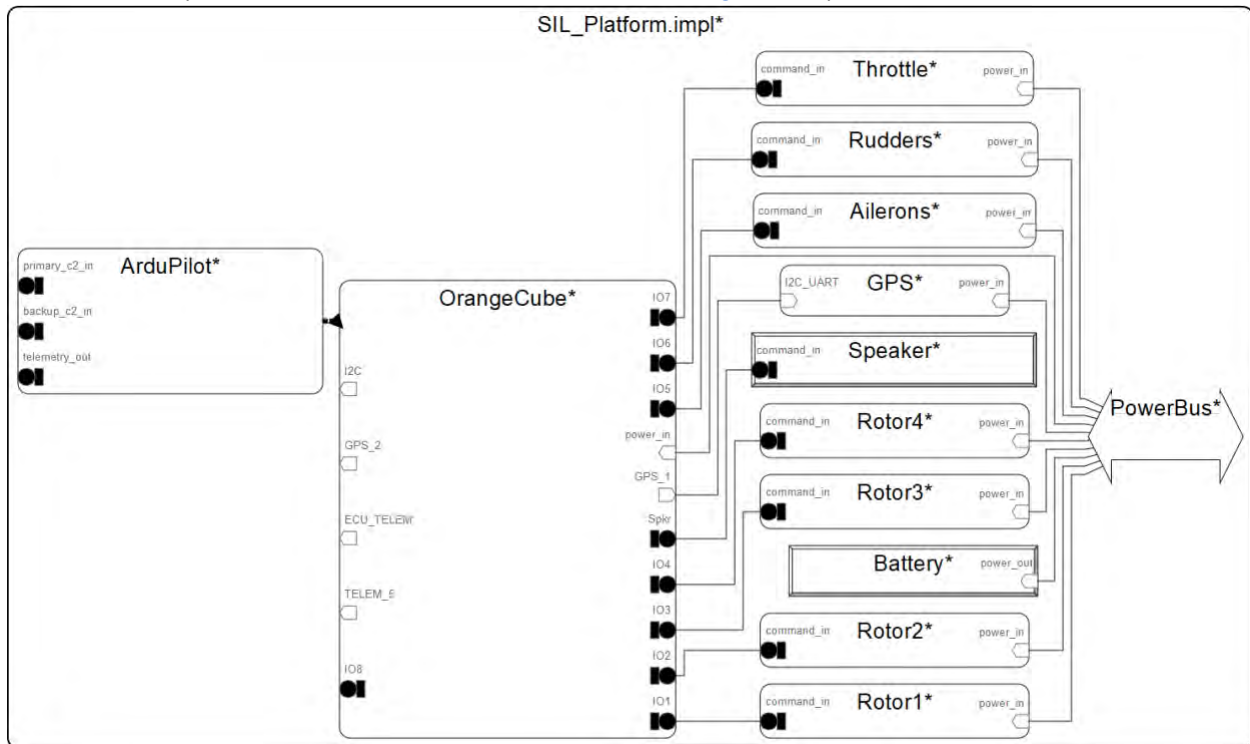 SIL_Platform.impl*
command_in Throttle* power_in
command_in Rudders* power_in
command_in Ailerons* power_in
primary_c2_in ArduPilot*
backup_c2_in
telemetry_out
OrangeCube*
IO7
IO6
IO5
power_in
GPS_1
Spkr
IO4
IO3
IO2
IO1
I2C
GPS_2
TELEM_5
IO8
I2C_UART GPS* power_in
command_in Speaker*
command_in Rotor4* power_in
command_in Rotor3* power_in
Battery* power_out
command_in Rotor2* power_in
command_in Rotor1* power_in
PowerBus*